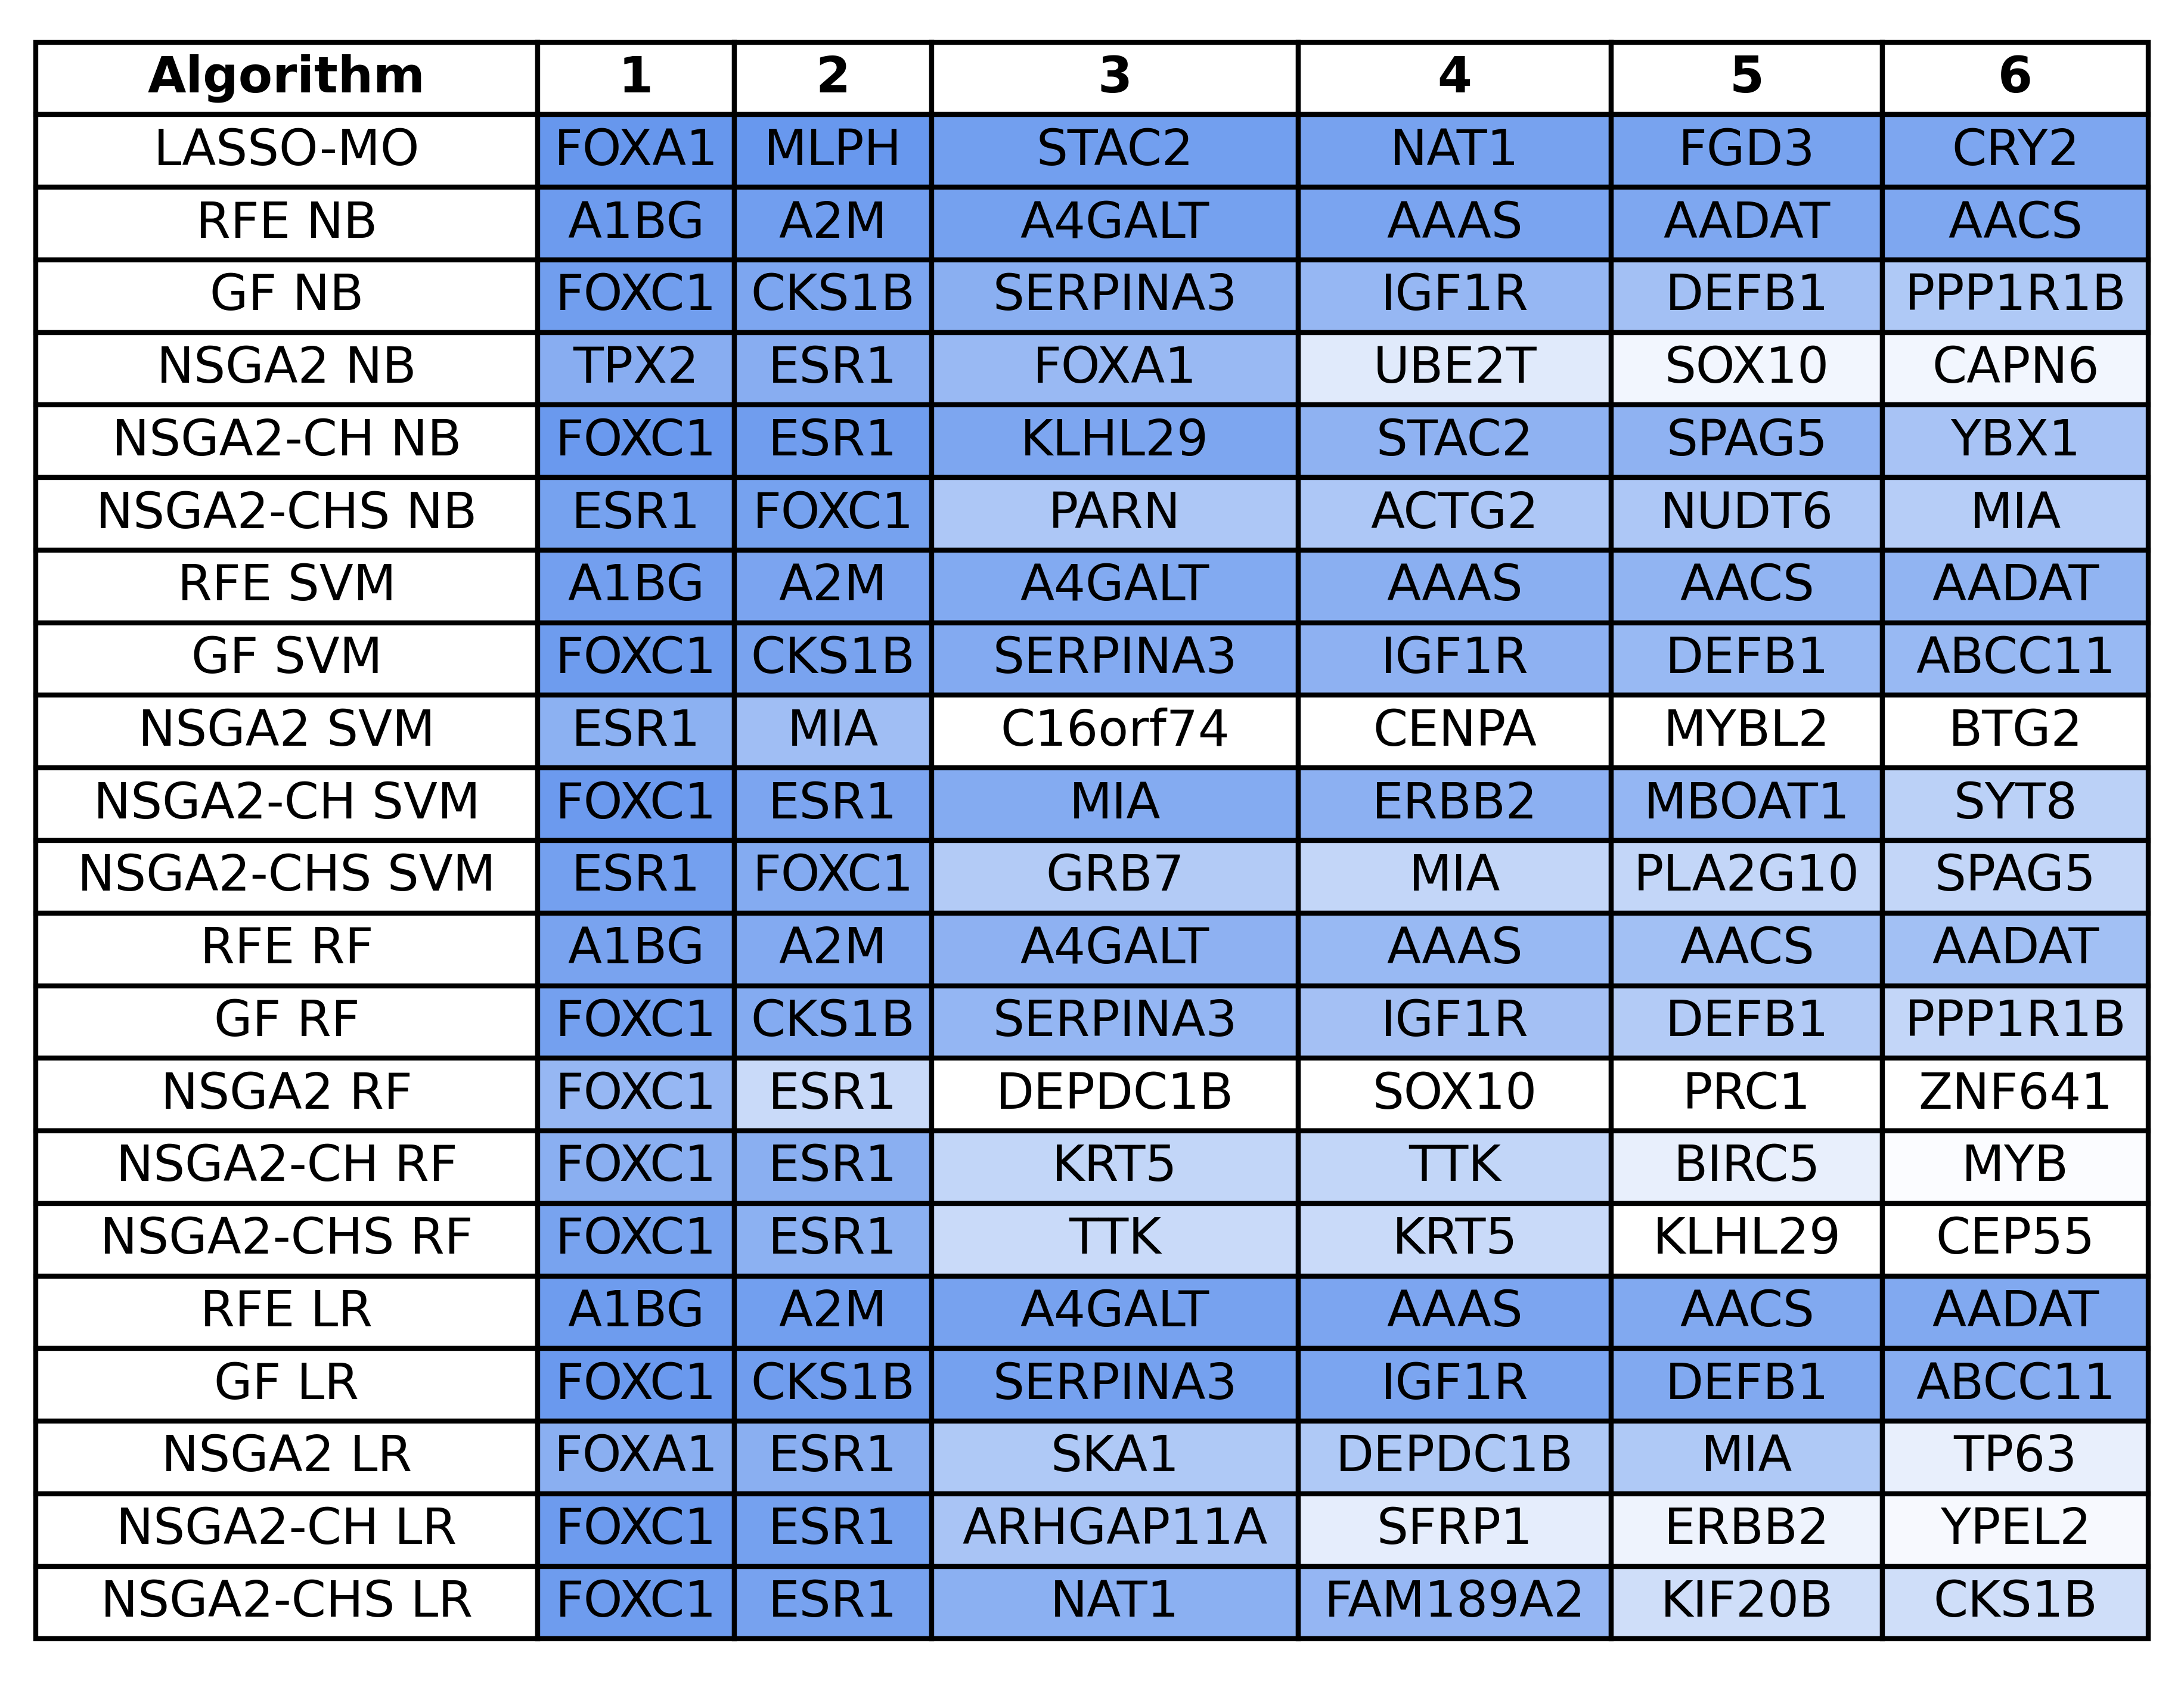 Algorithm 1 2 3 4 5 6
LASSO-MO FOXA1 MLPH STAC2 NAT1 FGD3 CRY2
RFE NB A1BG A2M A4GALT AAAS AADAT AACS
GF NB FOXC1 CKS1B SERPINA3 IGF1R DEFB1 PPP1R1B
NSGA2 NB TPX2 ESR1 FOXA1 UBE2T SOX10 CAPN6
NSGA2-CH NB FOXC1 ESR1 KLHL29 STAC2 SPAG5 YBX1
NSGA2-CHS NB ESR1 FOXC1 PARN ACTG2 NUDT6 MIA
RFE SVM A1BG A2M A4GALT AAAS AACS AADAT
GF SVM FOXC1 CKS1B SERPINA3 IGF1R DEFB1 ABCC11
NSGA2 SVM ESR1 MIA C16orf74 CENPA MYBL2 BTG2
NSGA2-CH SVM FOXC1 ESR1 MIA ERBB2 MBOAT1 SYT8
NSGA2-CHS SVM ESR1 FOXC1 GRB7 MIA PLA2G10 SPAG5
RFE RF A1BG A2M A4GALT AAAS AACS AADAT
GF RF FOXC1 CKS1B SERPINA3 IGF1R DEFB1 PPP1R1B
NSGA2 RF FOXC1 ESR1 DEPDC1B SOX10 PRC1 ZNF641
NSGA2-CH RF FOXC1 ESR1 KRT5 TTK BIRC5 MYB
NSGA2-CHS RF FOXC1 ESR1 TTK KRT5 KLHL29 CEP55
RFE LR A1BG A2M A4GALT AAAS AACS AADAT
GF LR FOXC1 CKS1B SERPINA3 IGF1R DEFB1 ABCC11
NSGA2 LR FOXA1 ESR1 SKA1 DEPDC1B MIA TP63
NSGA2-CH LR FOXC1 ESR1 ARHGAP11A SFRP1 ERBB2 YPEL2
NSGA2-CHS LR FOXC1 ESR1 NAT1 FAM189A2 KIF20B CKS1B